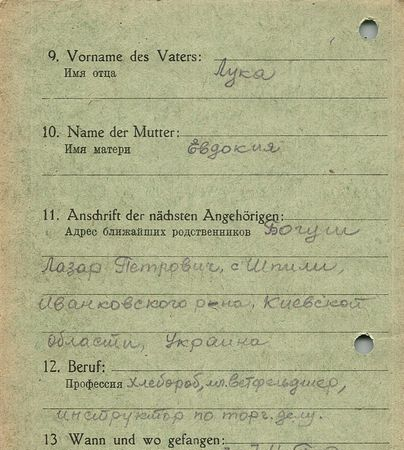 9. Vorname des Vaters:
Имя отца Лука
10. Name der Mutter:
Имя матери Евдокия
11. Anschrift der nächsten Angehörigen:
Адрес ближайших родственников Богуш
Лазар Петрович, с Шпили,
Иванковского р-на, Киевской
области, Украина
12. Beruf:
Профессия хлебороб, мл. ветфельдшер,
инструктор по торг. делу.
13 Wann und wo gefangen: